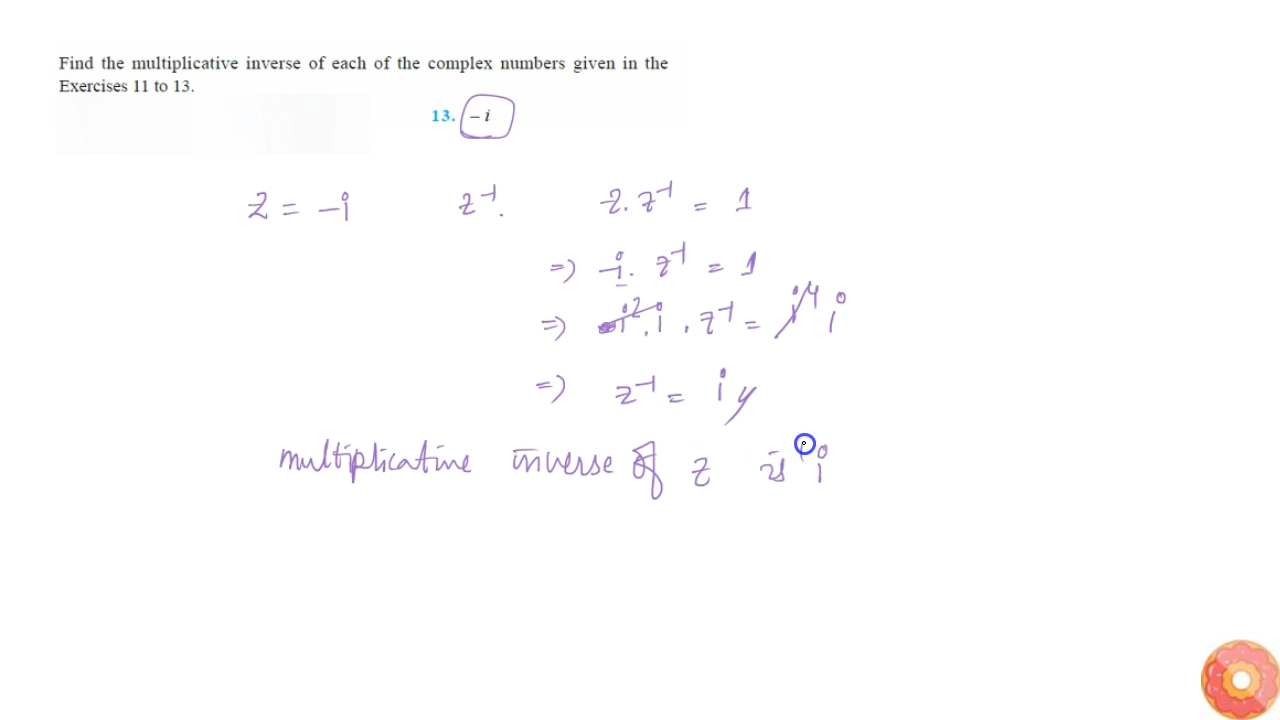 Find the multiplicative inverse of each of the complex numbers given in the
Exercises 11 to 13.
13. – i
z = -i z⁻¹. z. z⁻¹ = 1
=) -i. z⁻¹ = 1
=) i². i . z⁻¹ = i⁴ i
=) z⁻¹ = i
multiplicative inverse of z is i